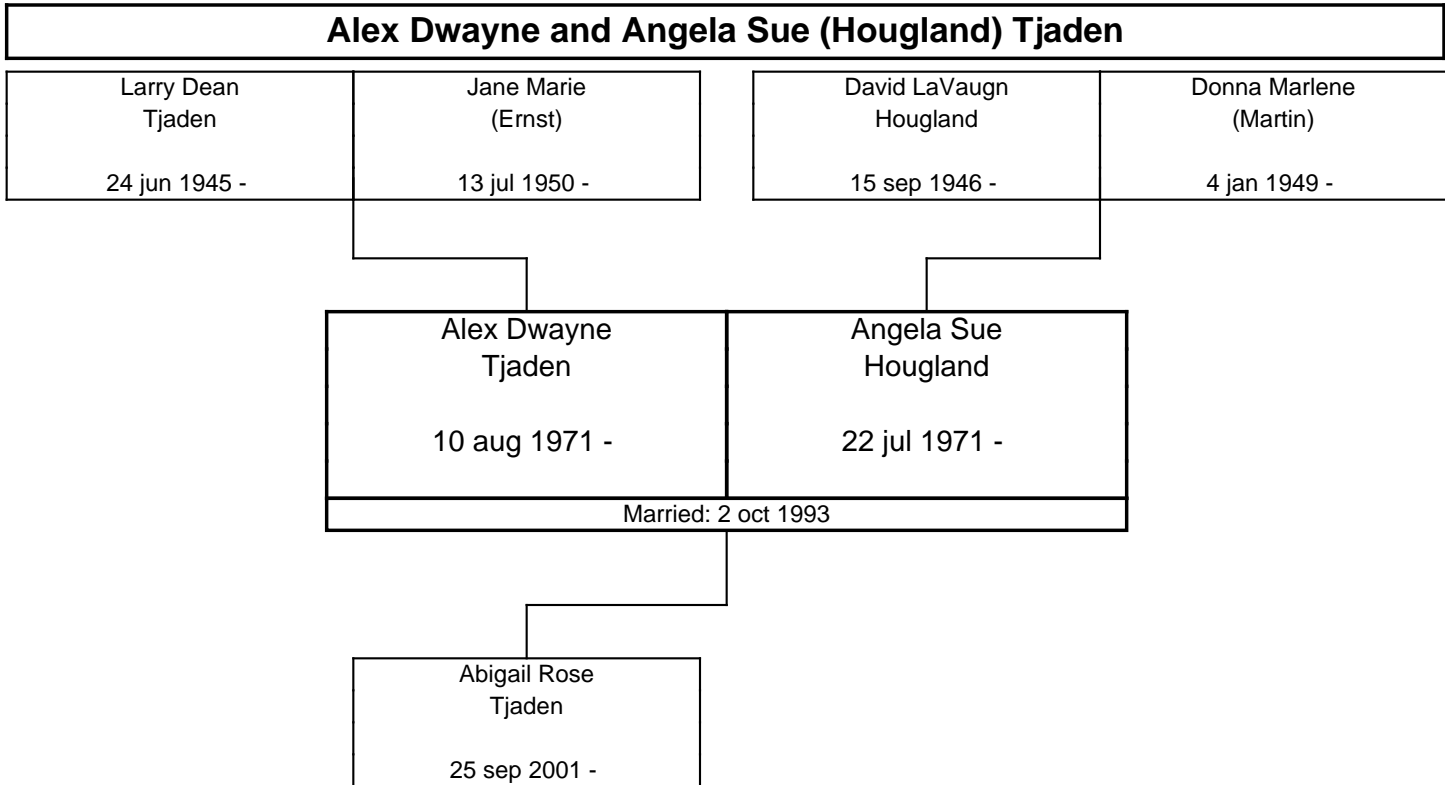 Alex Dwayne and Angela Sue (Hougland) Tjaden
Larry Dean
Tjaden
24 jun 1945 -
Jane Marie
(Ernst)
13 jul 1950 -
David LaVaugn
Hougland
15 sep 1946 -
Donna Marlene
(Martin)
4 jan 1949 -
Alex Dwayne
Tjaden
10 aug 1971 -
Angela Sue
Hougland
22 jul 1971 -
Married: 2 oct 1993
Abigail Rose
Tjaden
25 sep 2001 -